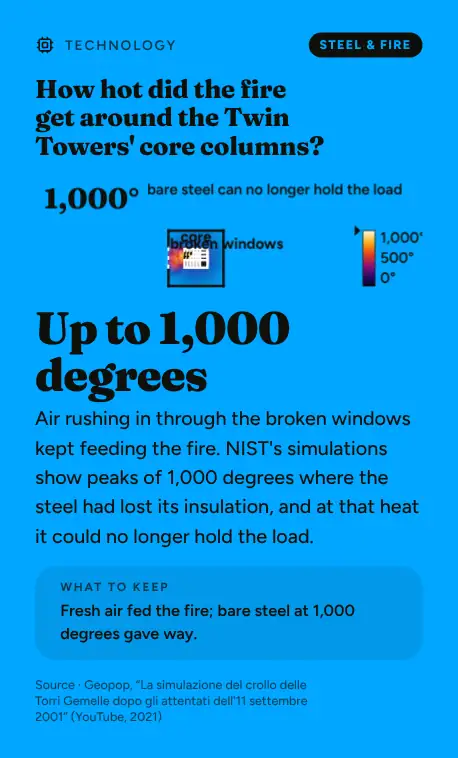 TECHNOLOGY
STEEL & FIRE
How hot did the fire
get around the Twin
Towers' core columns?
1,000° bare steel can no longer hold the load
core
broken windows
1,000°
500°
0°
Up to 1,000
degrees
Air rushing in through the broken windows
kept feeding the fire. NIST's simulations
show peaks of 1,000 degrees where the
steel had lost its insulation, and at that heat
it could no longer hold the load.
WHAT TO KEEP
Fresh air fed the fire; bare steel at 1,000
degrees gave way.
Source · Geopop, “La simulazione del crollo delle
Torri Gemelle dopo gli attentati dell'11 settembre
2001” (YouTube, 2021)